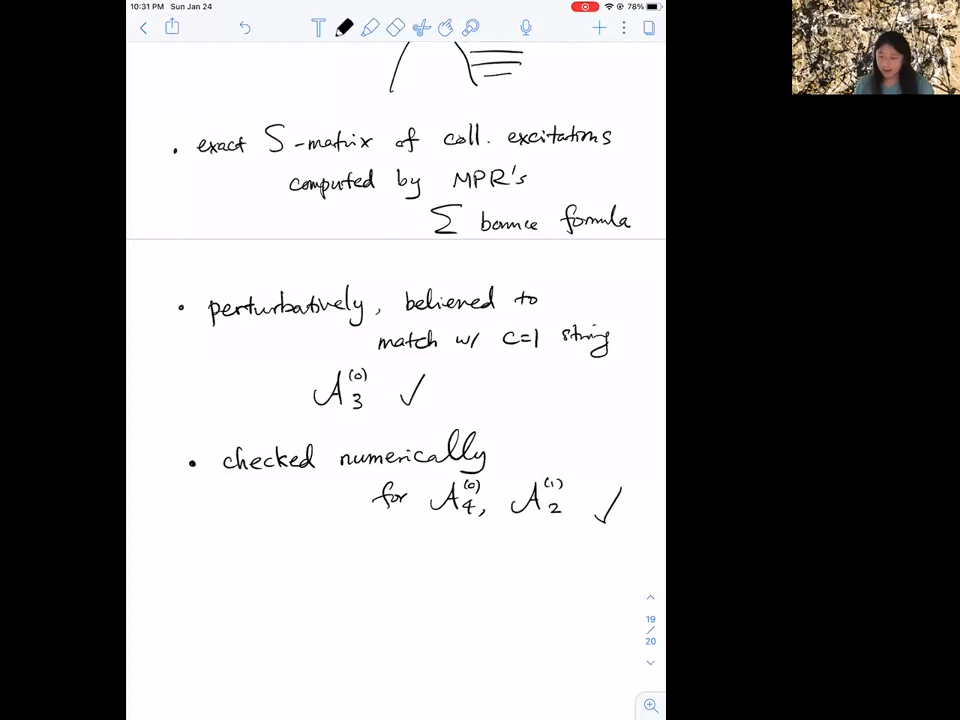 10:31 PM Sun Jan 24
78%
T
• exact S-matrix of coll. excitations
computed by MPR's
Σ bounce formula
• perturbatively, believed to
match w/ c=1 string
A₃⁽⁰⁾ ✓
• checked numerically
for A₄⁽⁰⁾, A₂⁽¹⁾ ✓
19
/
20